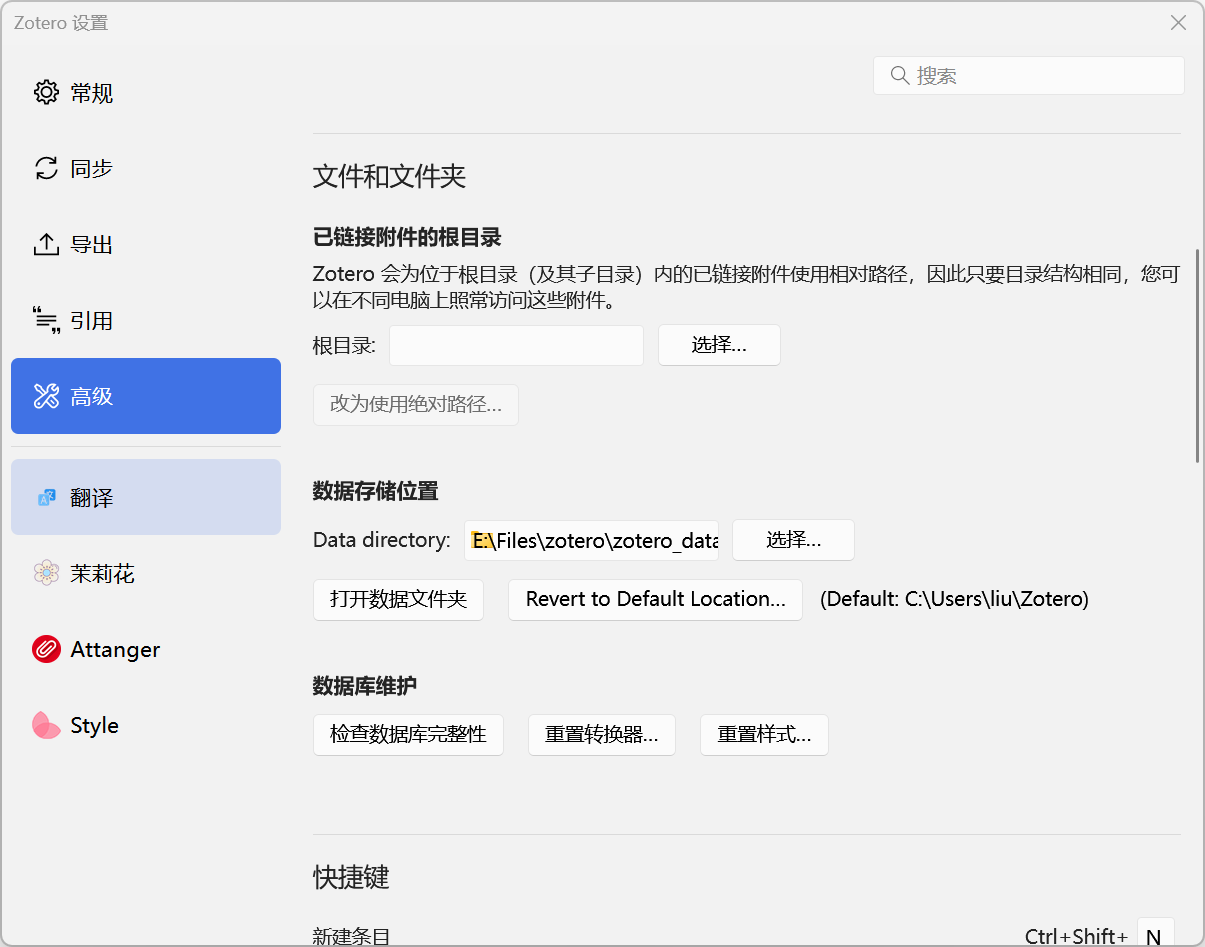 Zotero 设置
常规
同步
导出
引用
高级
翻译
茉莉花
Attanger
Style
搜索
文件和文件夹
已链接附件的根目录
Zotero 会为位于根目录（及其子目录）内的已链接附件使用相对路径，因此只要目录结构相同，您可
以在不同电脑上照常访问这些附件。
根目录: 选择...
改为使用绝对路径...
数据存储位置
Data directory: E:\Files\zotero\zotero_data 选择...
打开数据文件夹 Revert to Default Location... (Default: C:\Users\liu\Zotero)
数据库维护
检查数据库完整性 重置转换器... 重置样式...
快捷键
新建条目 Ctrl+Shift+ N